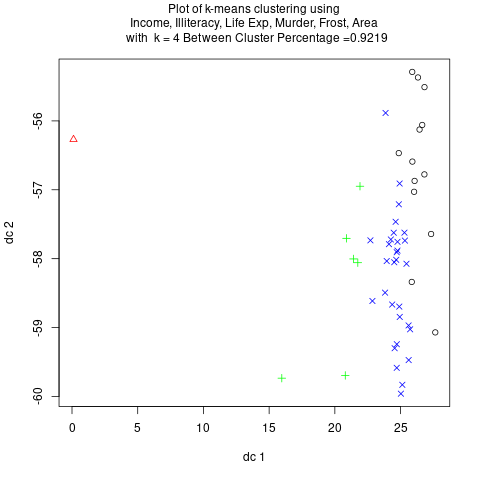 Plot of k-means clustering using
Income, Illiteracy, Life Exp, Murder, Frost, Area
with k = 4 Between Cluster Percentage =0.9219
-56
-57
-58
-59
-60
dc 2
0 5 10 15 20 25
dc 1